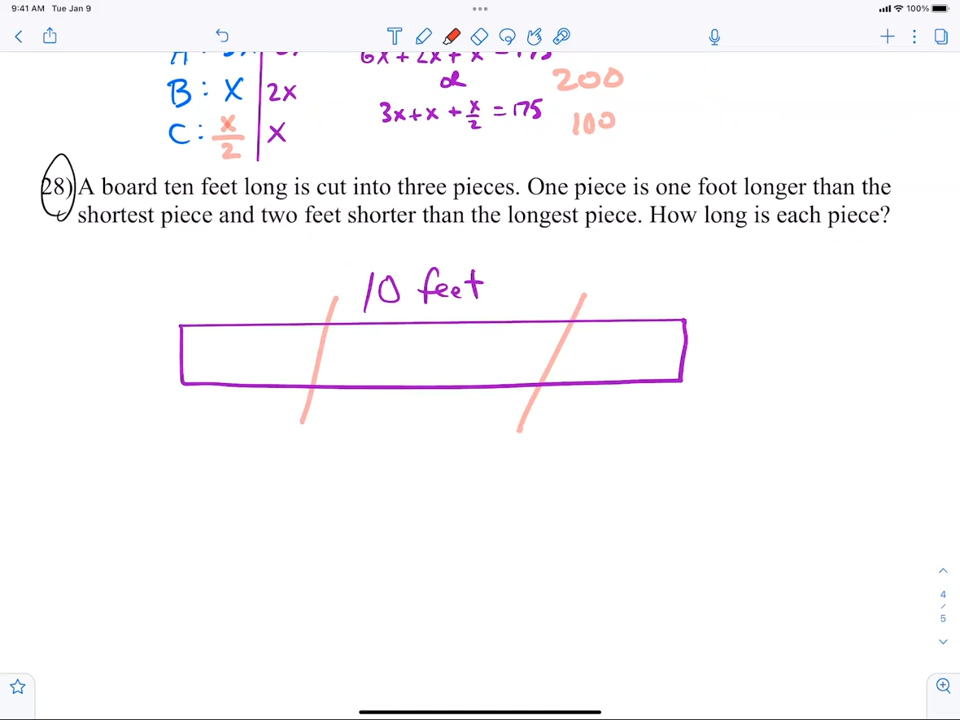 9:41 AM Tue Jan 9
100%
A
6x + 2x + x = 175
200
B : X 2x
or
3x + x + x/2 = 175
100
C : x/2 X
28) A board ten feet long is cut into three pieces. One piece is one foot longer than the
shortest piece and two feet shorter than the longest piece. How long is each piece?
10 feet
4
/
5